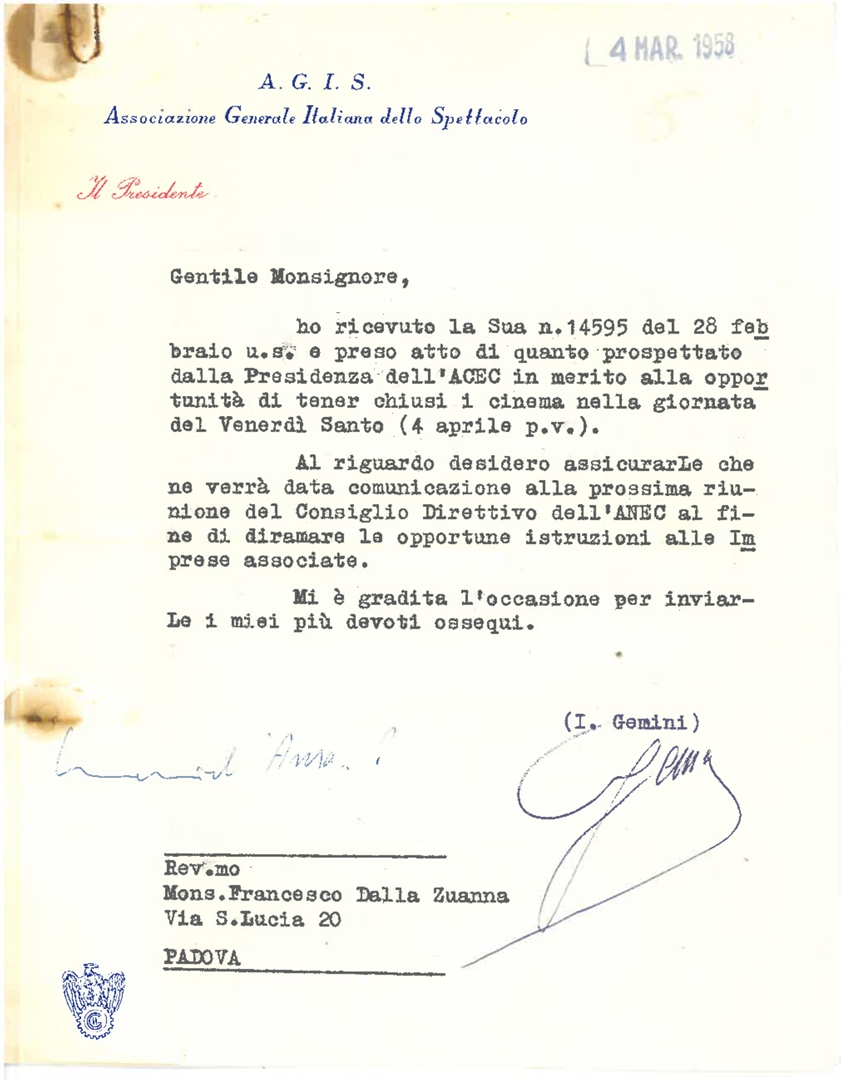 4 MAR. 1958
A. G. I. S.
Associazione Generale Italiana dello Spettacolo
Il Presidente
Gentile Monsignore,
ho ricevuto la Sua n.14595 del 28 feb
braio u.s. e preso atto di quanto prospettato
dalla Presidenza dell'ACEC in merito alla oppor
tunità di tener chiusi i cinema nella giornata
del Venerdì Santo (4 aprile p.v.).
Al riguardo desidero assicurarLe che
ne verrà data comunicazione alla prossima riu-
nione del Consiglio Direttivo dell'ANEC al fi-
ne di diramare le opportune istruzioni alle Im
prese associate.
Mi è gradita l'occasione per inviar-
Le i miei più devoti ossequi.
(I. Gemini)
Rev.mo
Mons.Francesco Dalla Zuanna
Via S.Lucia 20
PADOVA